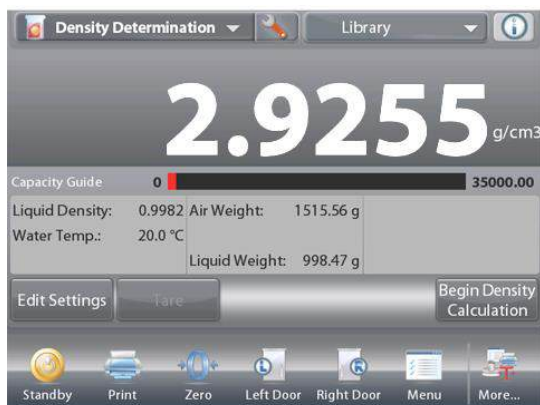 Density Determination Library
2.9255 g/cm3
Capacity Guide 0 35000.00
Liquid Density: 0.9982 Air Weight: 1515.56 g
Water Temp.: 20.0 °C
Liquid Weight: 998.47 g
Edit Settings Tare Begin Density Calculation
Standby Print Zero Left Door Right Door Menu More...